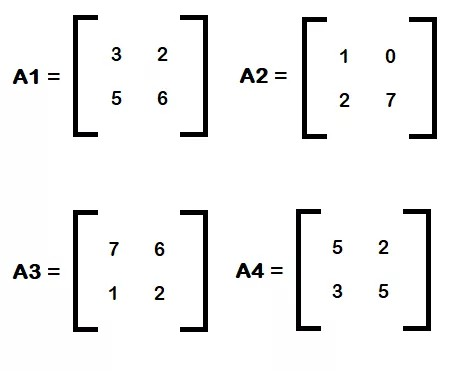 A1 = 3 2
5 6
A2 = 1 0
2 7
A3 = 7 6
1 2
A4 = 5 2
3 5